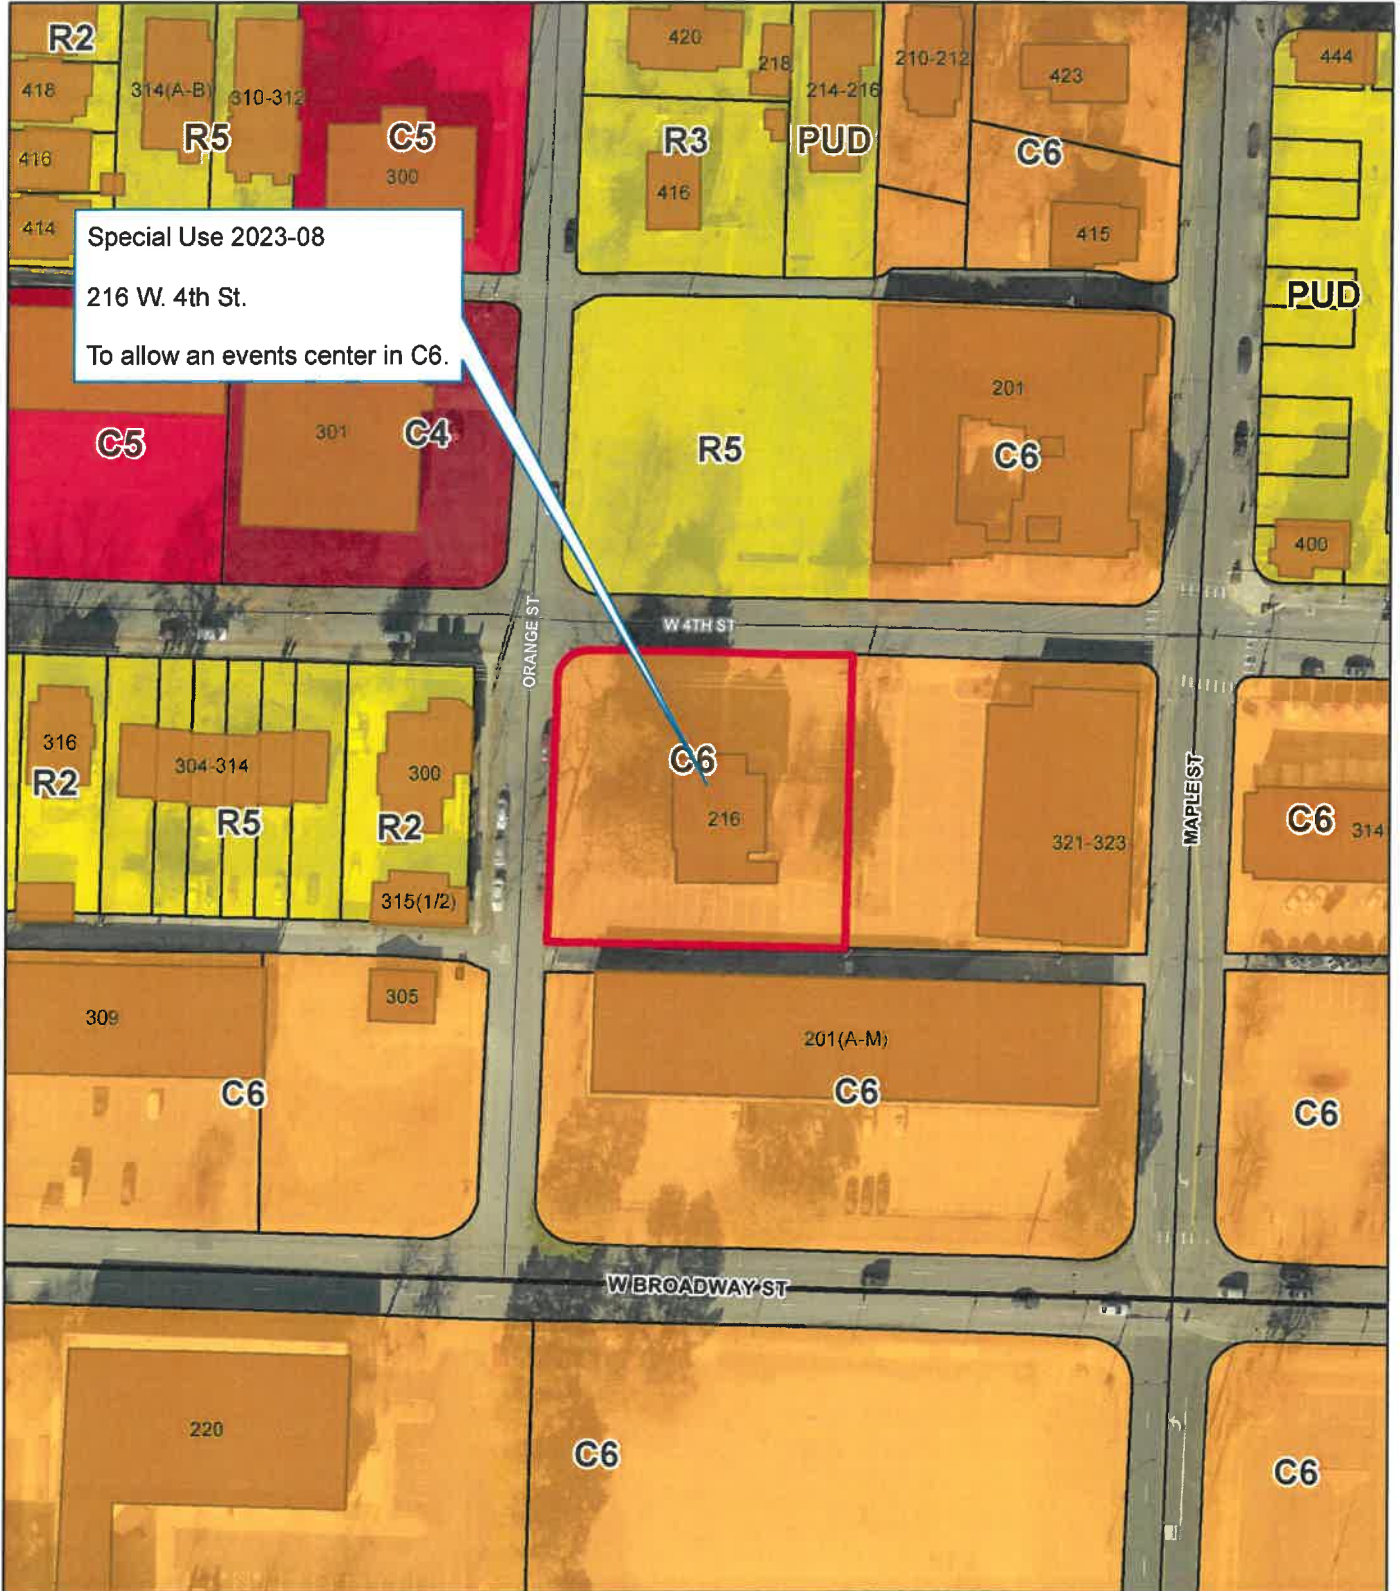 R2
420
218
210-212
423
444
418
314(A-B)
310-312
214-216
R5
C5
R3
PUD
C6
416
300
416
414
415
Special Use 2023-08
216 W. 4th St.
To allow an events center in C6.
PUD
201
C5
301
C4
R5
C6
400
ORANGE ST
W 4TH ST
316
R2
304-314
R5
300
R2
C6
216
321-323
MAPLE ST
C6
314
315(1/2)
309
305
201(A-M)
C6
C6
C6
W BROADWAY ST
220
C6
C6